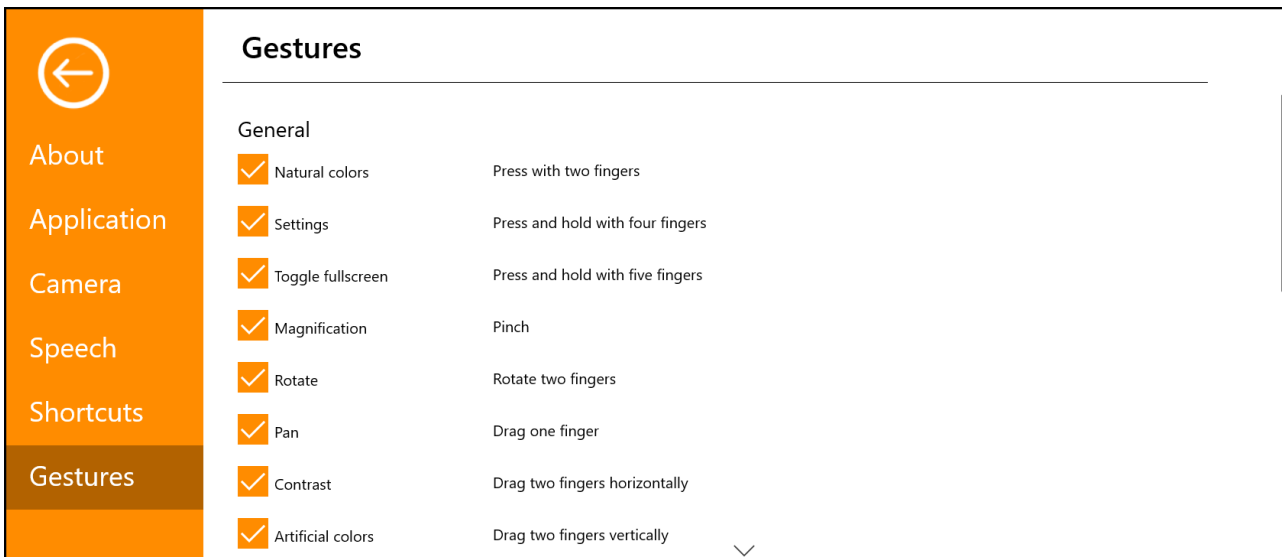 Gestures
About
Application
Camera
Speech
Shortcuts
Gestures
General
Natural colors Press with two fingers
Settings Press and hold with four fingers
Toggle fullscreen Press and hold with five fingers
Magnification Pinch
Rotate Rotate two fingers
Pan Drag one finger
Contrast Drag two fingers horizontally
Artificial colors Drag two fingers vertically